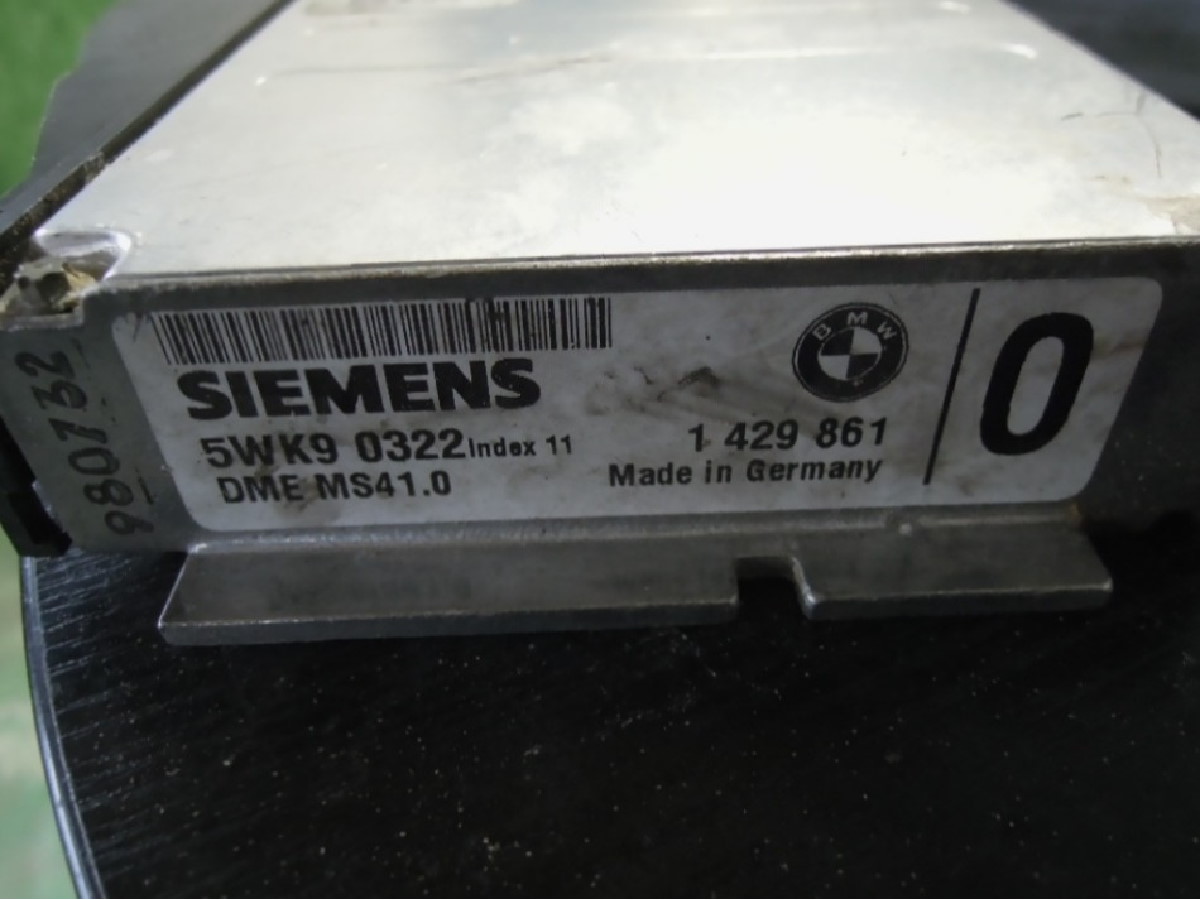 SIEMENS
5WK9 0322 Index 11
DME MS41.0
BMW
1 429 861
Made in Germany
0
980732